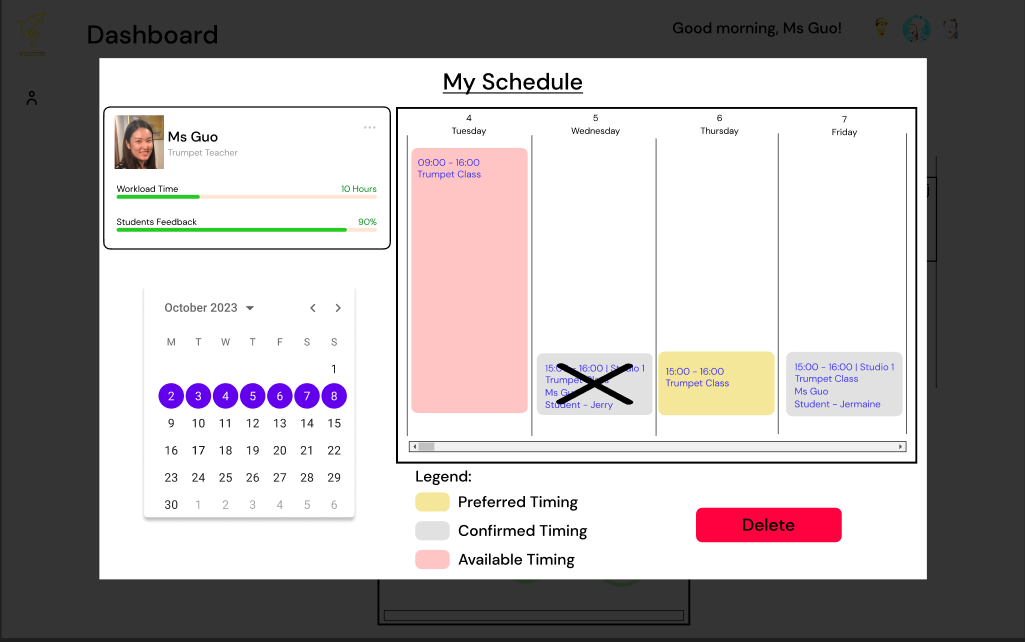 Dashboard
Good morning, Ms Guo!
My Schedule
Ms Guo
Trumpet Teacher
Workload Time
10 Hours
Students Feedback
90%
October 2023
M T W T F S S
1
2 3 4 5 6 7 8
9 10 11 12 13 14 15
16 17 18 19 20 21 22
23 24 25 26 27 28 29
30 1 2 3 4 5 6
4
Tuesday
5
Wednesday
6
Thursday
7
Friday
09:00 - 16:00
Trumpet Class
15:00 - 16:00 | Studio 1
Trumpet Class
Ms Guo
Student - Jerry
15:00 - 16:00
Trumpet Class
15:00 - 16:00 | Studio 1
Trumpet Class
Ms Guo
Student - Jermaine
Legend:
Preferred Timing
Confirmed Timing
Available Timing
Delete